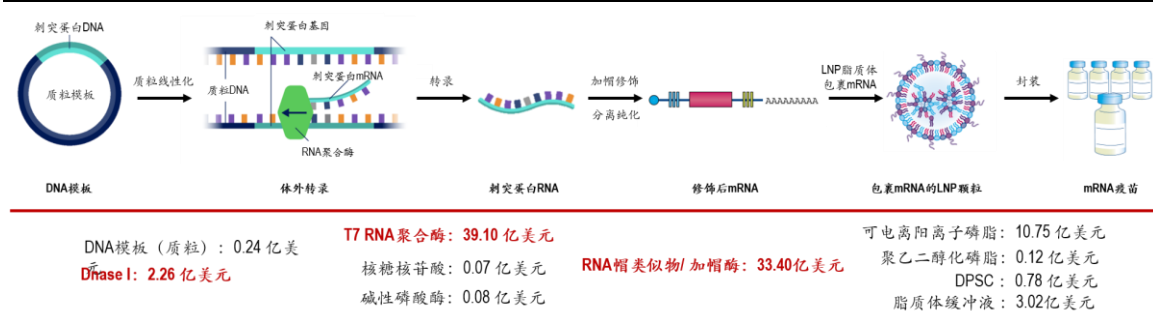 刺突蛋白DNA
质粒模板
质粒线性化
刺突蛋白基因
质粒DNA
刺突蛋白mRNA
RNA聚合酶
转录
加帽修饰
分离纯化
LNP脂质体
包裹mRNA
封装
DNA模板
体外转录
刺突蛋白RNA
修饰后mRNA
包裹mRNA的LNP颗粒
mRNA疫苗
DNA模板（质粒）：0.24 亿美
元
Dnase I：2.26 亿美元
T7 RNA聚合酶：39.10 亿美元
核糖核苷酸：0.07 亿美元
碱性磷酸酶：0.08 亿美元
RNA帽类似物/ 加帽酶：33.40亿美元
可电离阳离子磷脂：10.75 亿美元
聚乙二醇化磷脂：0.12 亿美元
DPSC：0.78 亿美元
脂质体缓冲液：3.02亿美元